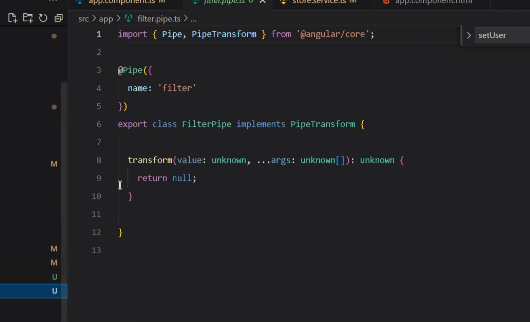 app.component.ts M
filter.pipe.ts U
store.service.ts M
app.component.html
src > app > filter.pipe.ts > ...
setUser
1 import { Pipe, PipeTransform } from '@angular/core';
2
3 @Pipe({
4 name: 'filter'
5 })
6 export class FilterPipe implements PipeTransform {
7
8 transform(value: unknown, ...args: unknown[]): unknown {
9 return null;
10 }
11
12 }
13
M
M
M
U
U